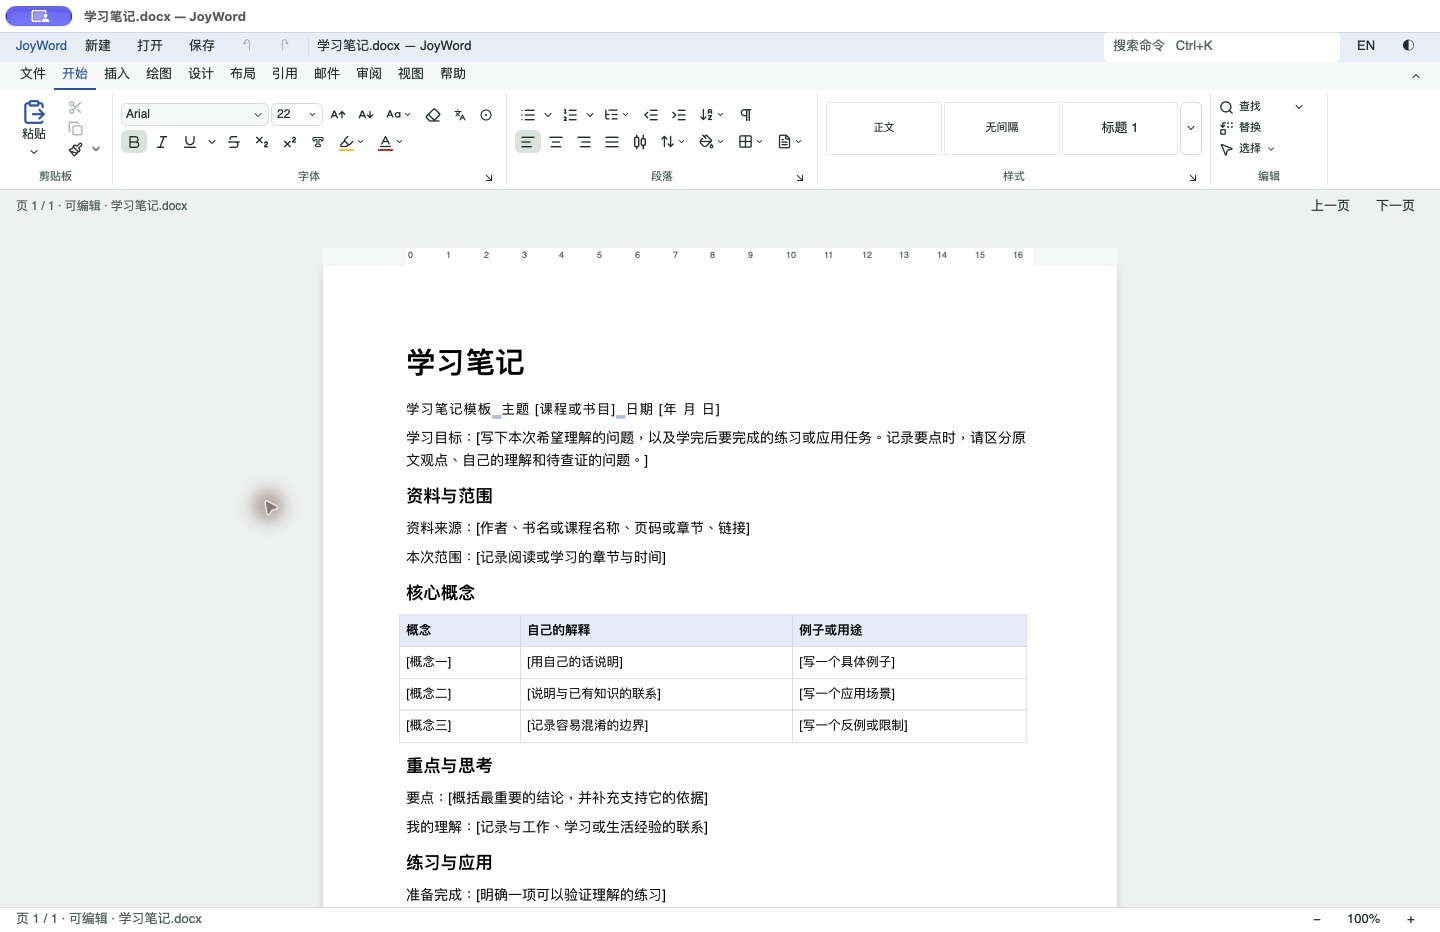 学习笔记.docx — JoyWord
JoyWord 新建 打开 保存 学习笔记.docx — JoyWord 搜索命令 Ctrl+K EN
文件 开始 插入 绘图 设计 布局 引用 邮件 审阅 视图 帮助
粘贴
剪贴板
Arial 22
字体
段落
正文 无间隔 标题 1
样式
查找
替换
选择
编辑
页 1 / 1 · 可编辑 · 学习笔记.docx 上一页 下一页
0 1 2 3 4 5 6 7 8 9 10 11 12 13 14 15 16
学习笔记
学习笔记模板_主题 [课程或书目]_日期 [年 月 日]
学习目标：[写下本次希望理解的问题，以及学完后要完成的练习或应用任务。记录要点时，请区分原
文观点、自己的理解和待查证的问题。]
资料与范围
资料来源：[作者、书名或课程名称、页码或章节、链接]
本次范围：[记录阅读或学习的章节与时间]
核心概念
概念 自己的解释 例子或用途
[概念一] [用自己的话说明] [写一个具体例子]
[概念二] [说明与已有知识的联系] [写一个应用场景]
[概念三] [记录容易混淆的边界] [写一个反例或限制]
重点与思考
要点：[概括最重要的结论，并补充支持它的依据]
我的理解：[记录与工作、学习或生活经验的联系]
练习与应用
准备完成：[明确一项可以验证理解的练习]
页 1 / 1 · 可编辑 · 学习笔记.docx − 100% +